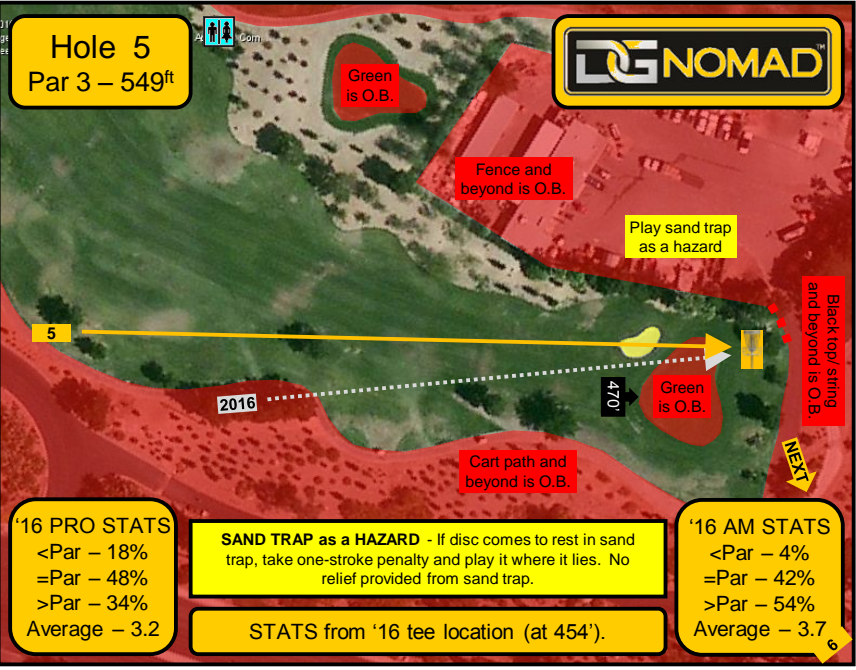 Hole 5
Par 3 – 549ft
Com
DG NOMAD™
Green
is O.B.
Fence and
beyond is O.B.
Play sand trap
as a hazard
Black top/ string
and beyond is O.B.
5
2016
470'
Green
is O.B.
Cart path and
beyond is O.B.
NEXT
‘16 PRO STATS
<Par – 18%
=Par – 48%
>Par – 34%
Average – 3.2
SAND TRAP as a HAZARD - If disc comes to rest in sand
trap, take one-stroke penalty and play it where it lies. No
relief provided from sand trap.
STATS from ‘16 tee location (at 454’).
‘16 AM STATS
<Par – 4%
=Par – 42%
>Par – 54%
Average – 3.7
6